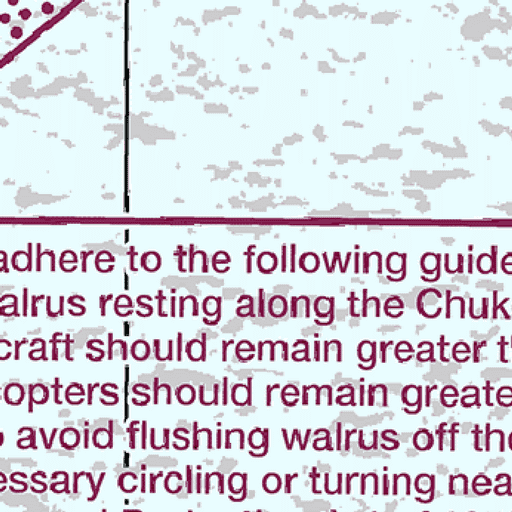 adhere to the following guide
alrus resting along the Chuk
craft should remain greater t
copters should remain greate
avoid flushing walrus off the
essary circling or turning nea